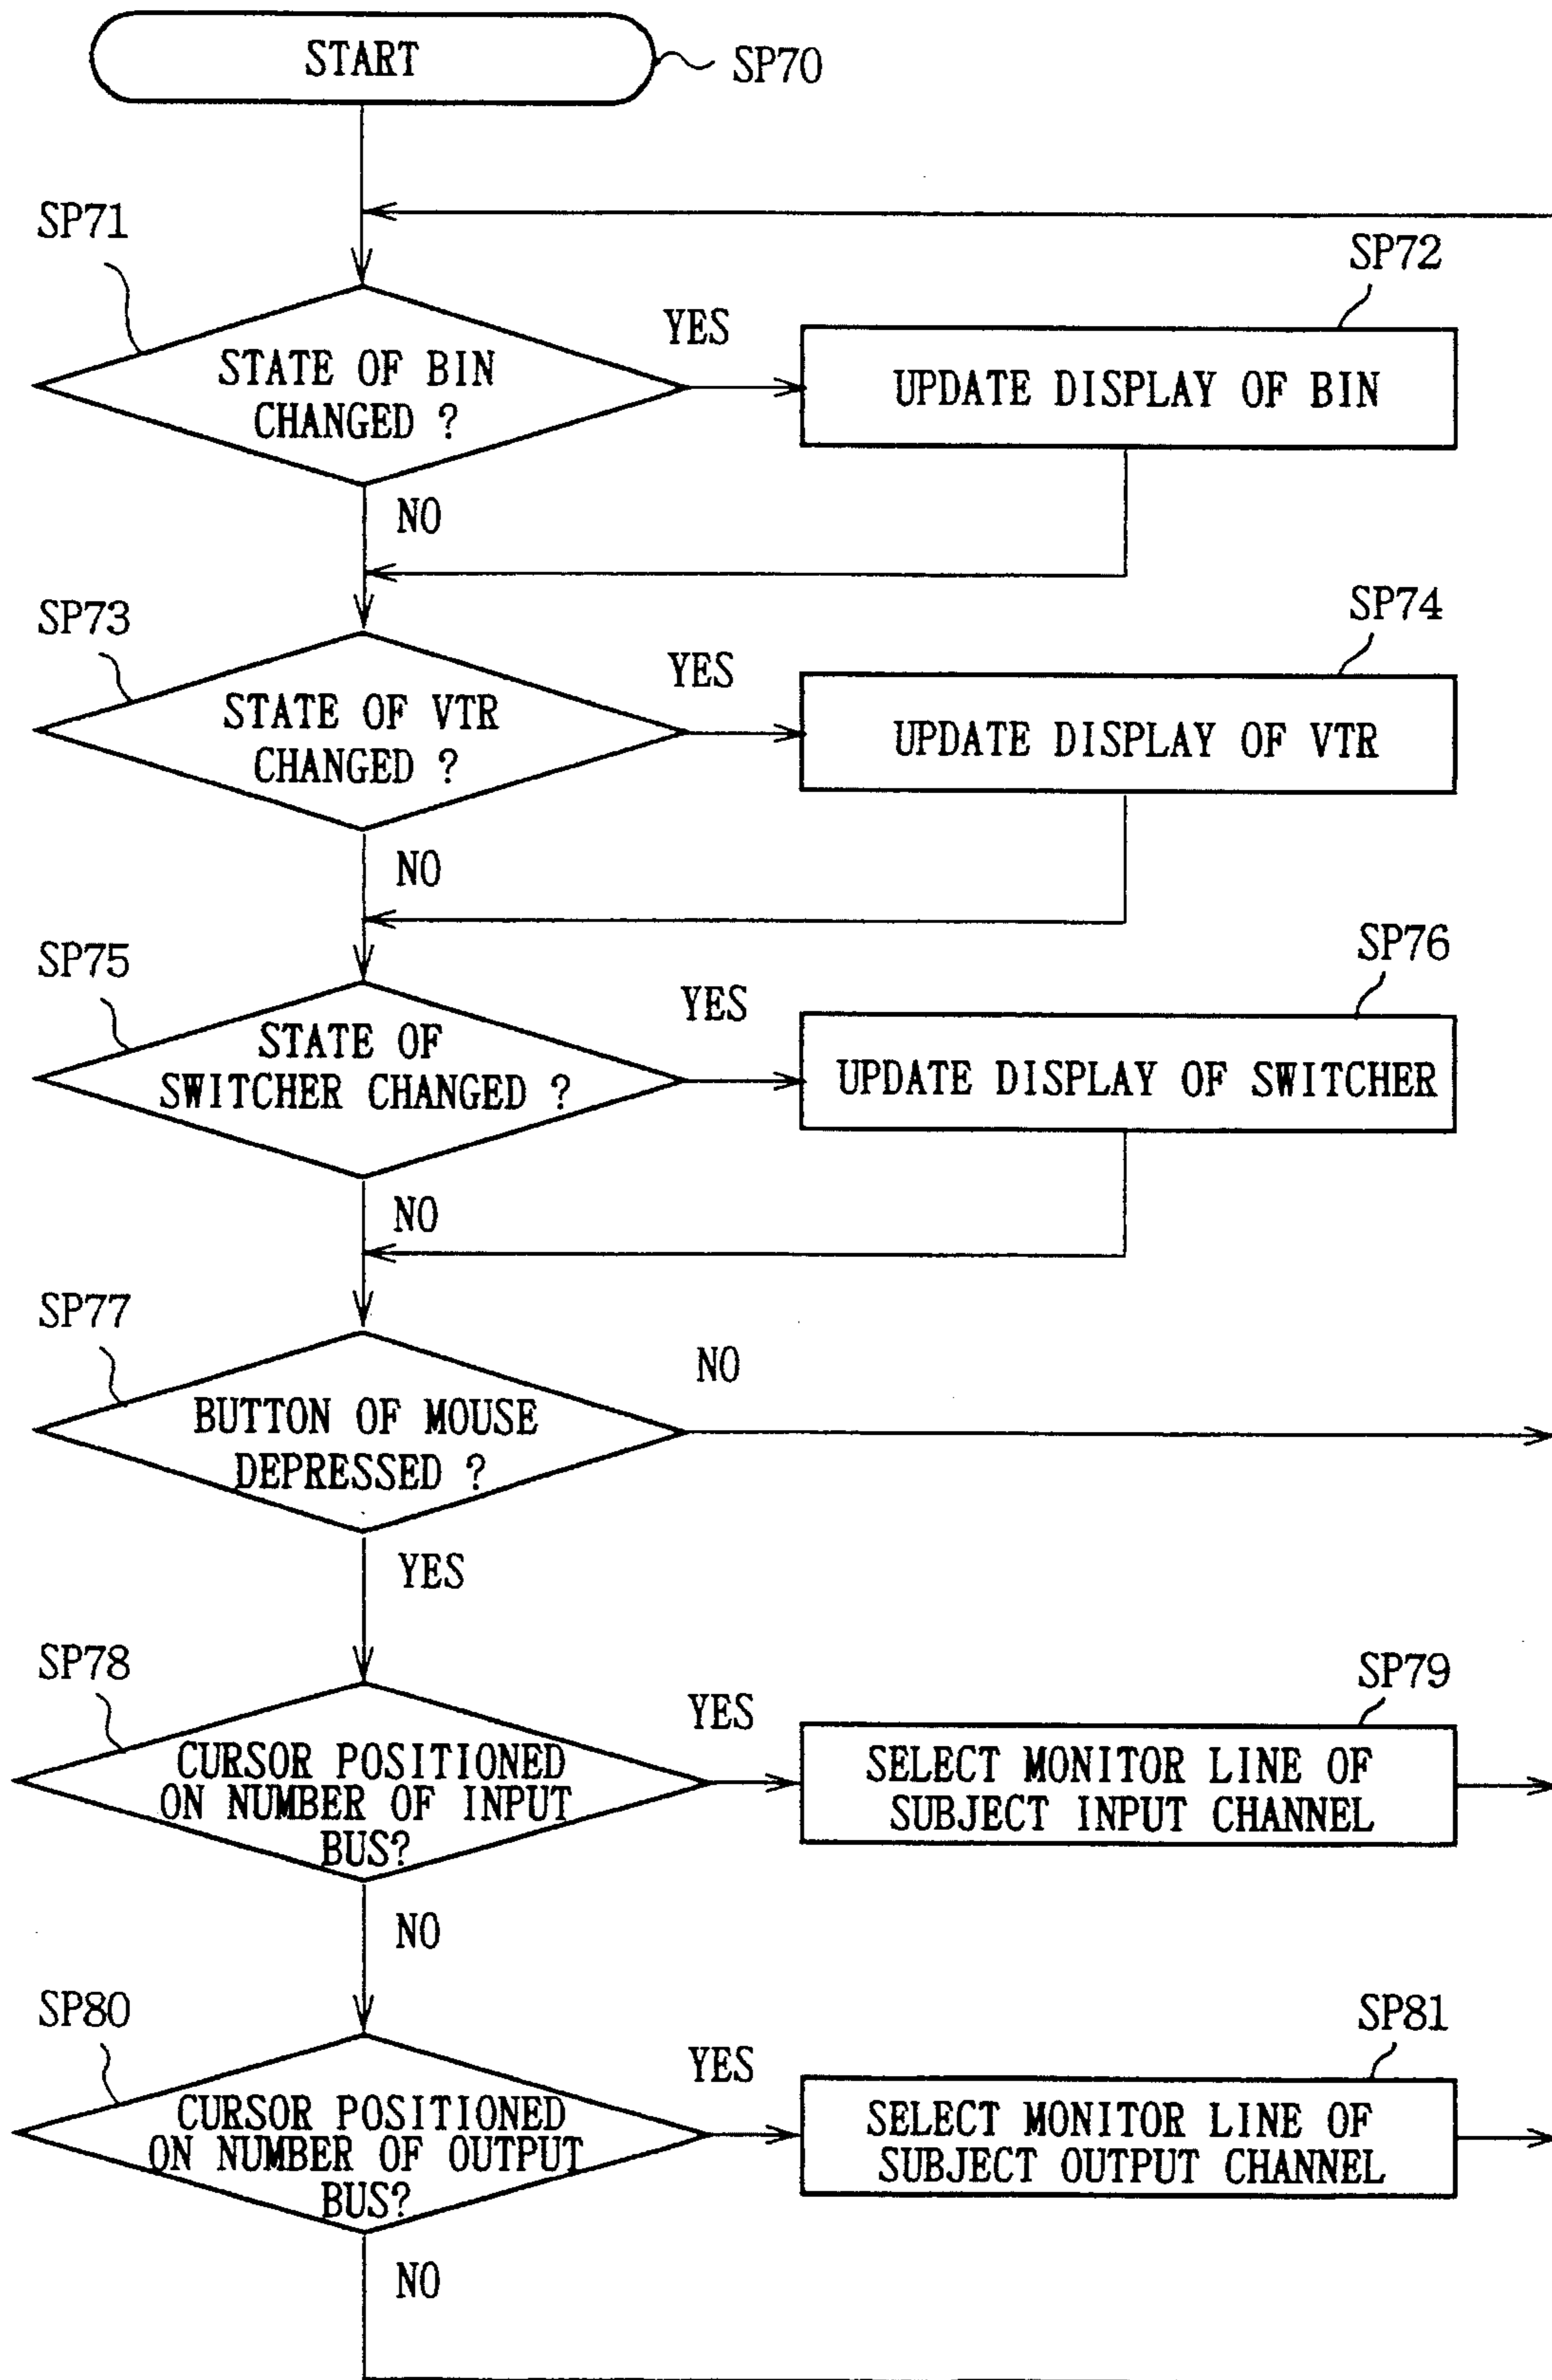 START
SP70
SP71
SP72
STATE OF BIN
CHANGED ?
YES
UPDATE DISPLAY OF BIN
NO
SP73
SP74
STATE OF VTR
CHANGED ?
YES
UPDATE DISPLAY OF VTR
NO
SP75
SP76
STATE OF
SWITCHER CHANGED ?
YES
UPDATE DISPLAY OF SWITCHER
NO
SP77
BUTTON OF MOUSE
DEPRESSED ?
NO
YES
SP78
SP79
CURSOR POSITIONED
ON NUMBER OF INPUT
BUS?
YES
SELECT MONITOR LINE OF
SUBJECT INPUT CHANNEL
NO
SP80
SP81
CURSOR POSITIONED
ON NUMBER OF OUTPUT
BUS?
YES
SELECT MONITOR LINE OF
SUBJECT OUTPUT CHANNEL
NO